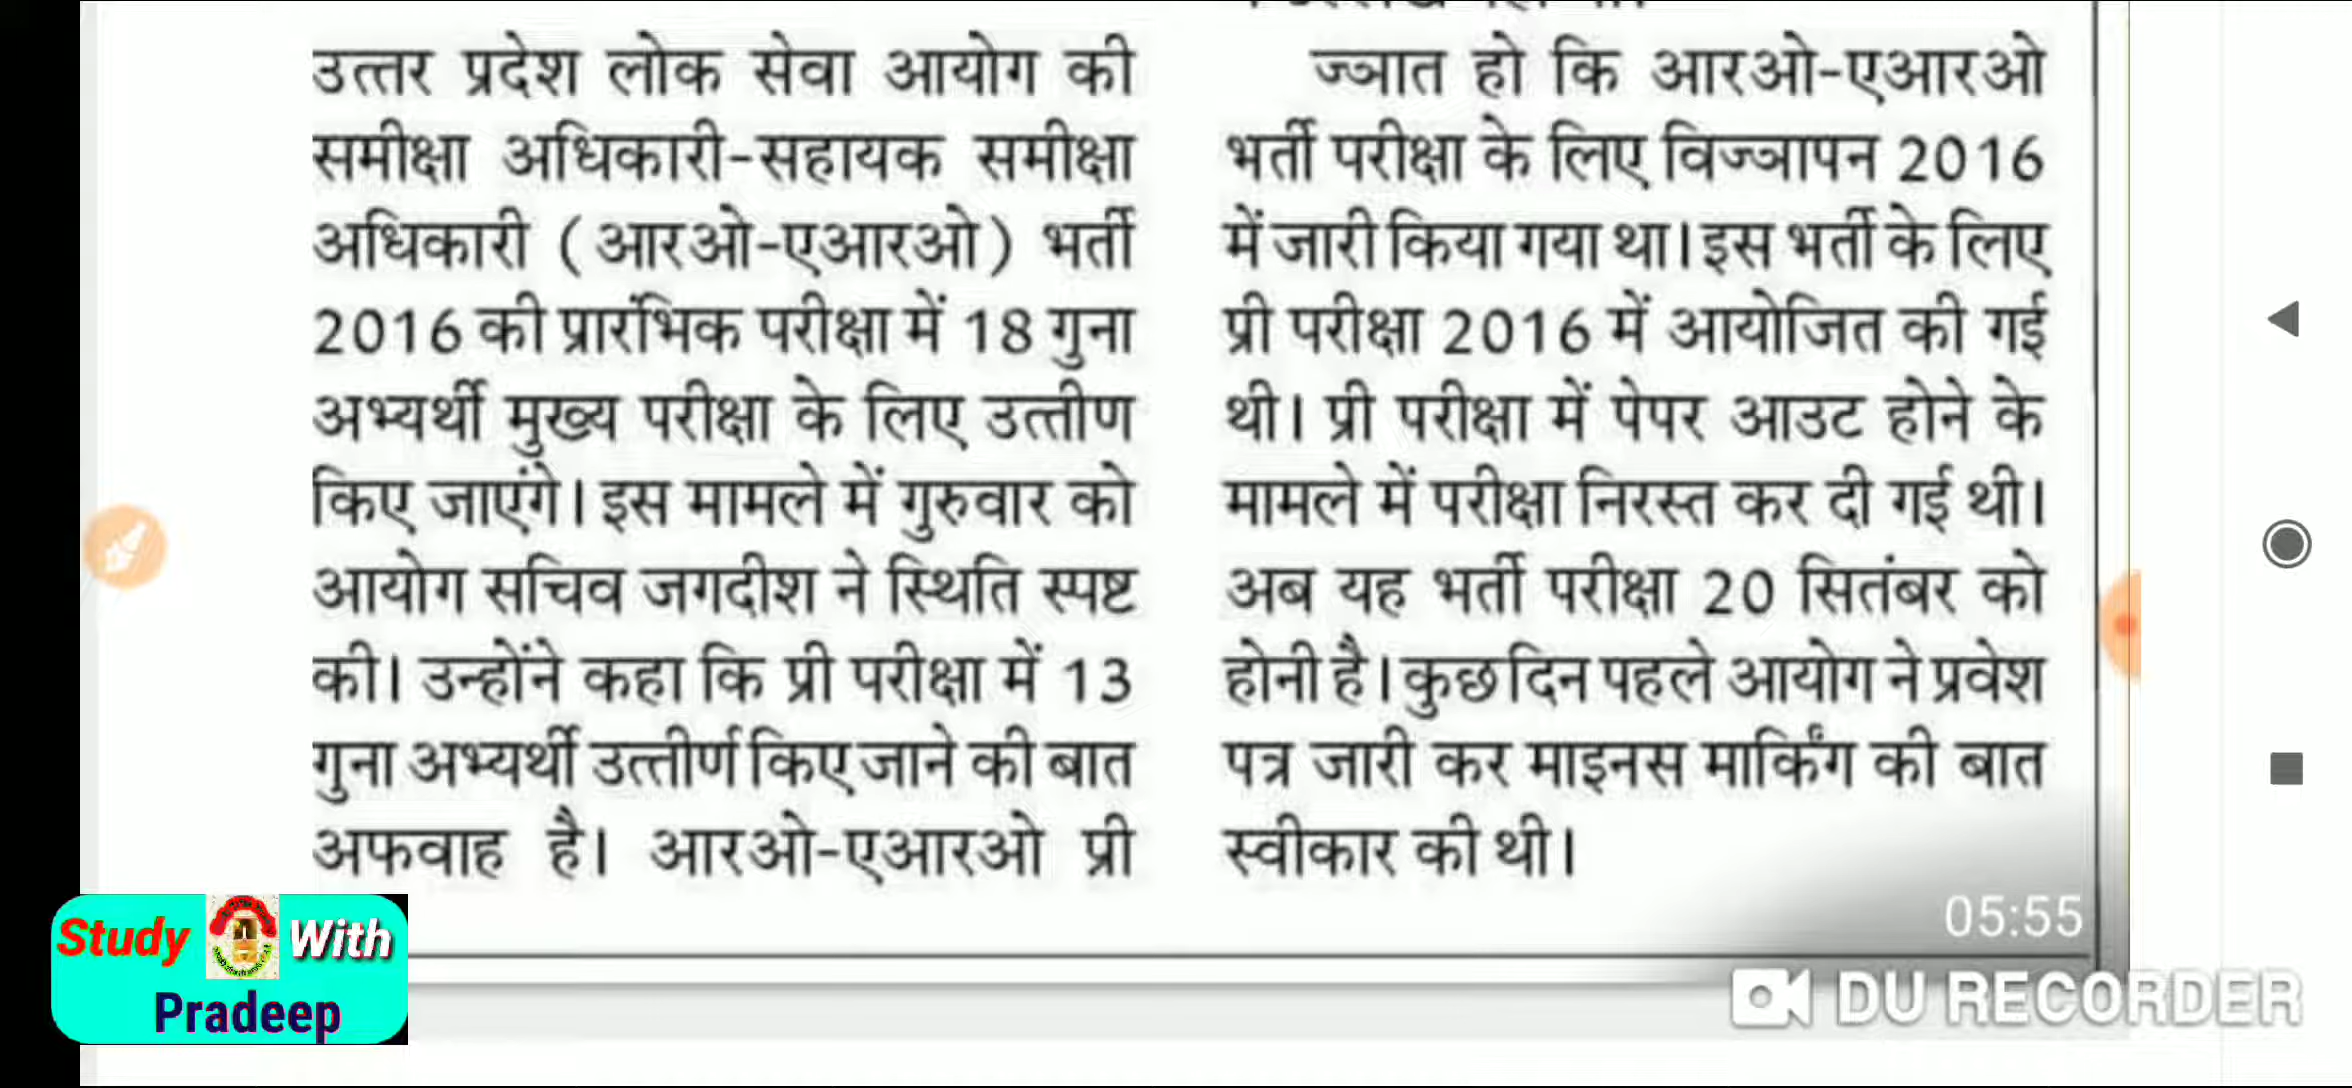 उत्तर प्रदेश लोक सेवा आयोग की
समीक्षा अधिकारी-सहायक समीक्षा
अधिकारी (आरओ-एआरओ) भर्ती
2016 की प्रारंभिक परीक्षा में 18 गुना
अभ्यर्थी मुख्य परीक्षा के लिए उत्तीण
किए जाएंगे। इस मामले में गुरुवार को
आयोग सचिव जगदीश ने स्थिति स्पष्ट
की। उन्होंने कहा कि प्री परीक्षा में 13
गुना अभ्यर्थी उत्तीर्ण किए जाने की बात
अफवाह है। आरओ-एआरओ प्री
ज्ञात हो कि आरओ-एआरओ
भर्ती परीक्षा के लिए विज्ञापन 2016
में जारी किया गया था। इस भर्ती के लिए
प्री परीक्षा 2016 में आयोजित की गई
थी। प्री परीक्षा में पेपर आउट होने के
मामले में परीक्षा निरस्त कर दी गई थी।
अब यह भर्ती परीक्षा 20 सितंबर को
होनी है। कुछ दिन पहले आयोग ने प्रवेश
पत्र जारी कर माइनस मार्किंग की बात
स्वीकार की थी।
05:55
Study With
Pradeep
DU RECORDER